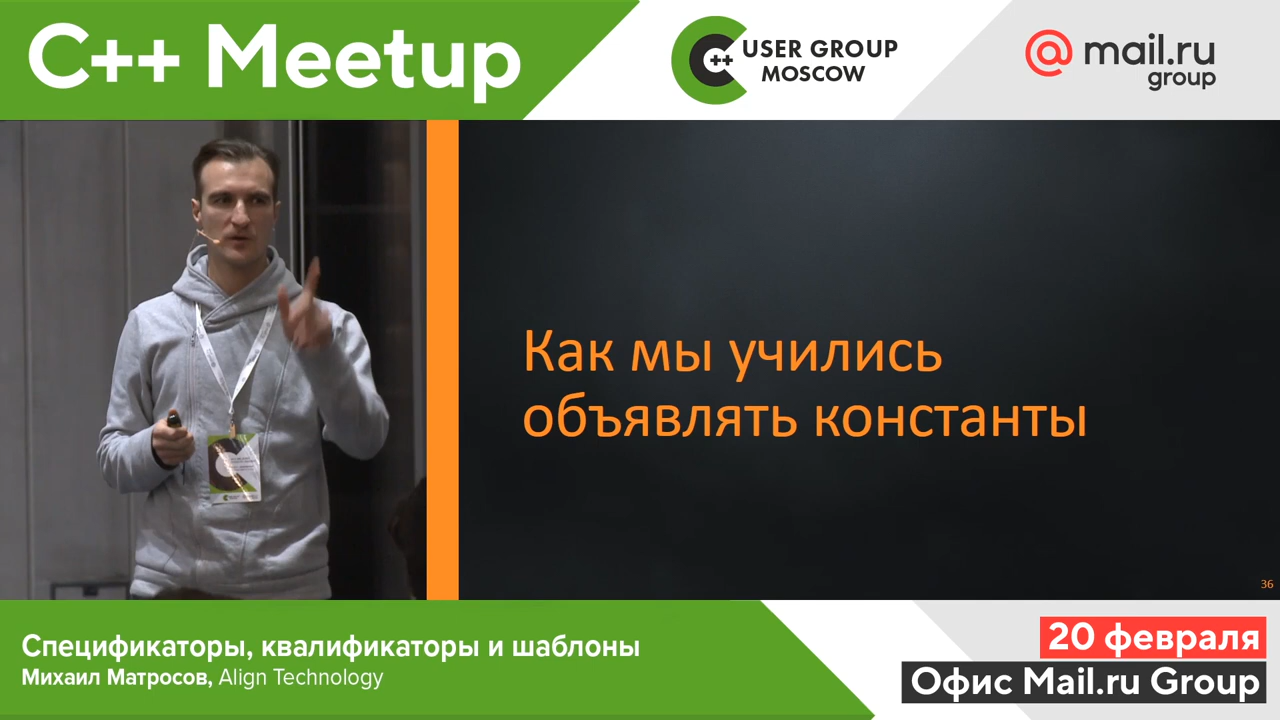 C++ Meetup
C++ USER GROUP
MOSCOW
@ mail.ru
group
Как мы учились
объявлять константы
36
Спецификаторы, квалификаторы и шаблоны
Михаил Матросов, Align Technology
20 февраля
Офис Mail.ru Group